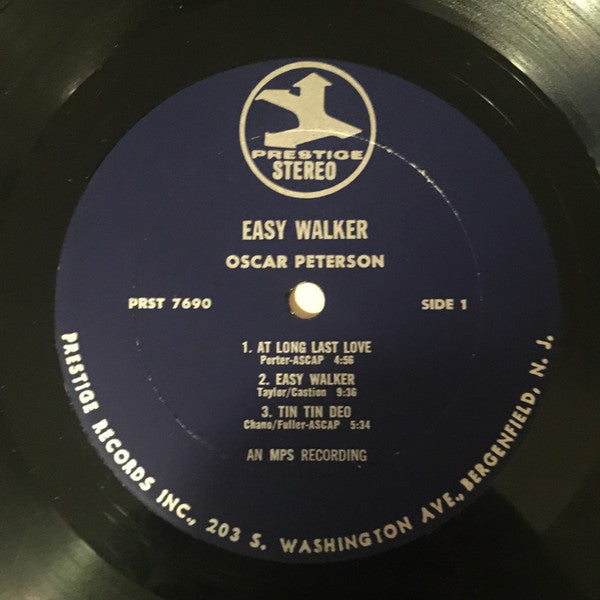 PRESTIGE
STEREO
EASY WALKER
OSCAR PETERSON
PRST 7690 SIDE 1
1. AT LONG LAST LOVE
Porter-ASCAP 4:56
2. EASY WALKER
Taylor/Castion 9:36
3. TIN TIN DEO
Chano/Fuller-ASCAP 5:34
AN MPS RECORDING
PRESTIGE RECORDS INC., 203 S. WASHINGTON AVE., BERGENFIELD, N. J.